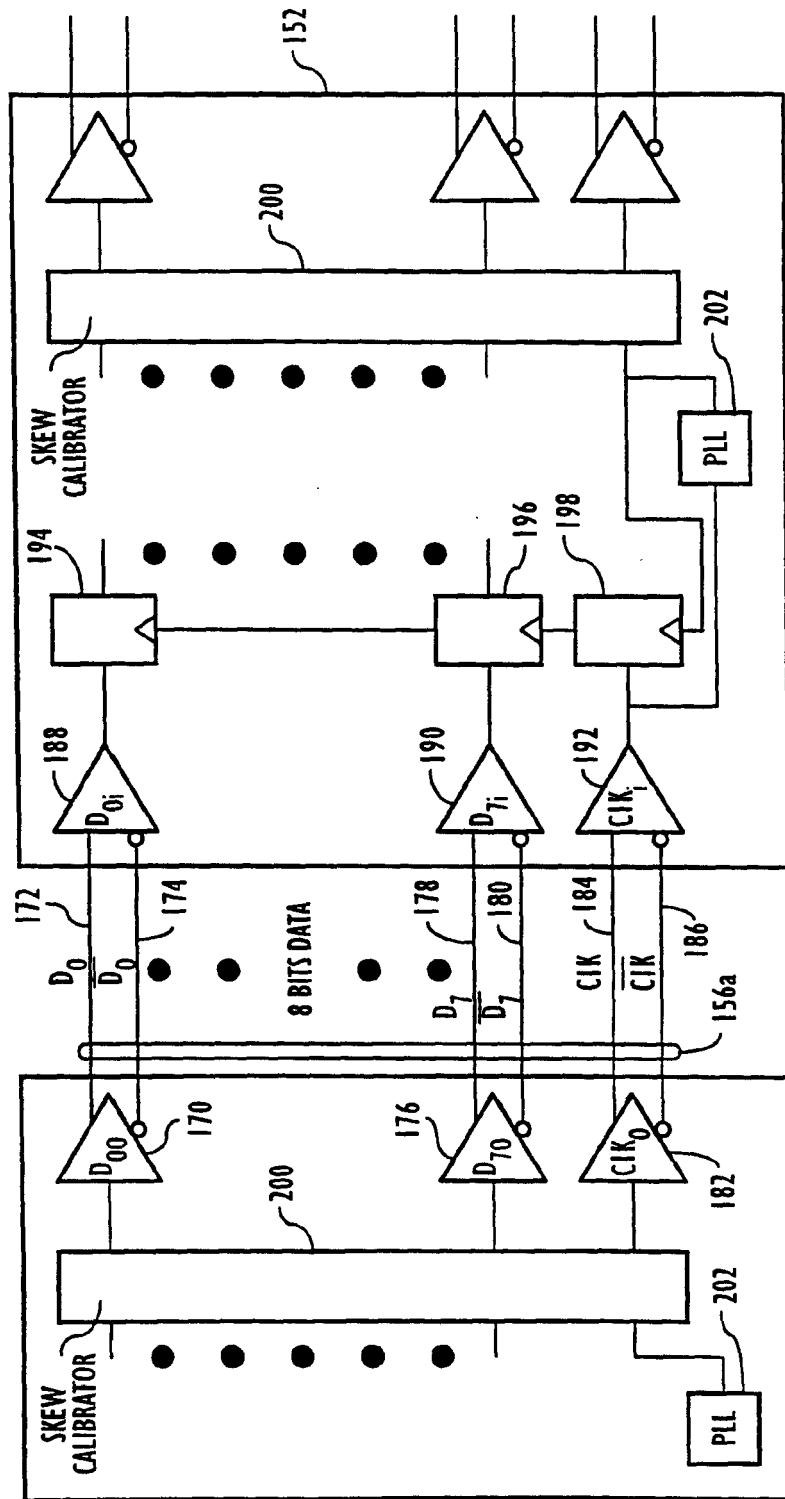 152
200
SKEW
CALIBRATOR
202
PLL
194
196
198
188
D0i
190
D7i
192
ClKi
172
D0
D0
174
8 BITS DATA
178
D7
D7
180
184
ClK
ClK
186
156a
D00
170
176
D70
ClK0
182
200
SKEW
CALIBRATOR
202
PLL